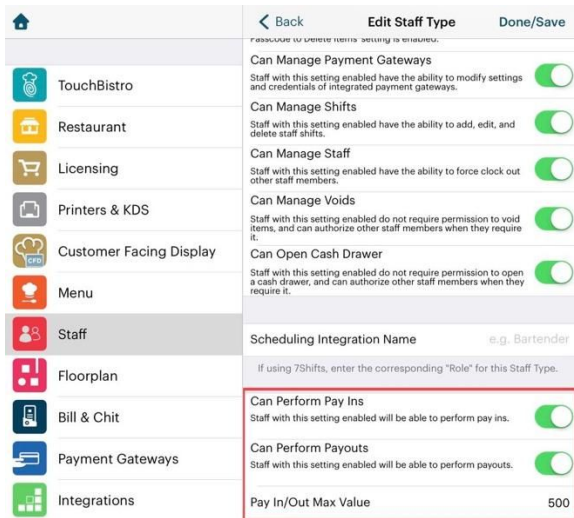 Back
Edit Staff Type
Done/Save
Passcode to Delete Items' setting is enabled.
TouchBistro
Restaurant
Licensing
Printers & KDS
CFD
Customer Facing Display
Menu
Staff
Floorplan
Bill & Chit
Payment Gateways
Integrations
Can Manage Payment Gateways
Staff with this setting enabled have the ability to modify settings
and credentials of integrated payment gateways.
Can Manage Shifts
Staff with this setting enabled have the ability to add, edit, and
delete staff shifts.
Can Manage Staff
Staff with this setting enabled have the ability to force clock out
other staff members.
Can Manage Voids
Staff with this setting enabled do not require permission to void
items, and can authorize other staff members when they require
it.
Can Open Cash Drawer
Staff with this setting enabled do not require permission to open
a cash drawer, and can authorize other staff members when they
require it.
Scheduling Integration Name
e.g. Bartender
If using 7Shifts, enter the corresponding "Role" for this Staff Type.
Can Perform Pay Ins
Staff with this setting enabled will be able to perform pay ins.
Can Perform Payouts
Staff with this setting enabled will be able to perform payouts.
Pay In/Out Max Value
500